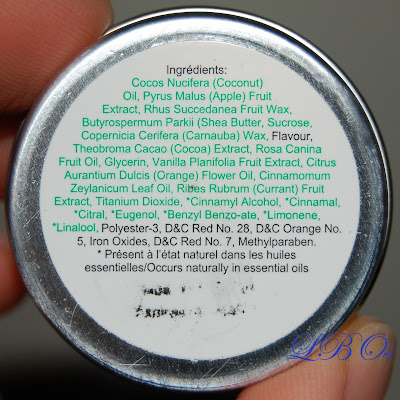 Ingrédients:
Cocos Nucifera (Coconut)
Oil, Pyrus Malus (Apple) Fruit
Extract, Rhus Succedanea Fruit Wax,
Butyrospermum Parkii (Shea Butter, Sucrose,
Copernicia Cerifera (Carnauba) Wax, Flavour,
Theobroma Cacao (Cocoa) Extract, Rosa Canina
Fruit Oil, Glycerin, Vanilla Planifolia Fruit Extract, Citrus
Aurantium Dulcis (Orange) Flower Oil, Cinnamomum
Zeylanicum Leaf Oil, Ribes Rubrum (Currant) Fruit
Extract, Titanium Dioxide, *Cinnamyl Alcohol, *Cinnamal,
*Citral, *Eugenol, *Benzyl Benzo-ate, *Limonene,
*Linalool, Polyester-3, D&C Red No. 28, D&C Orange No.
5, Iron Oxides, D&C Red No. 7, Methylparaben.
* Présent à l'état naturel dans les huiles
essentielles/Occurs naturally in essential oils
LB Os